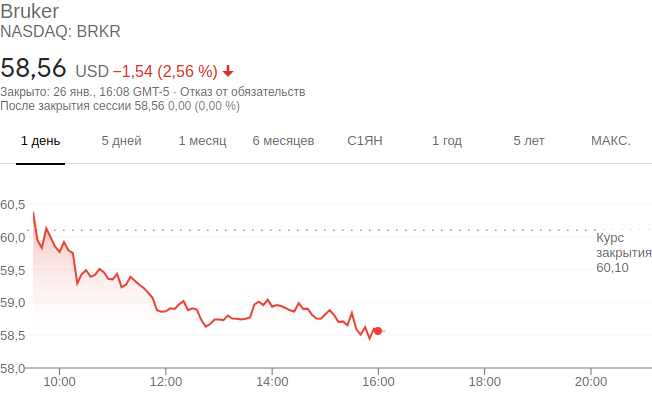 Bruker
NASDAQ: BRKR
58,56 USD −1,54 (2,56 %)
Закрыто: 26 янв., 16:08 GMT-5 · Отказ от обязательств
После закрытия сессии 58,56 0,00 (0,00 %)
1 день 5 дней 1 месяц 6 месяцев С1ЯН 1 год 5 лет МАКС.
60,5
60,0
59,5
59,0
58,5
58,0
Курс
закрытия
60,10
10:00 12:00 14:00 16:00 18:00 20:00